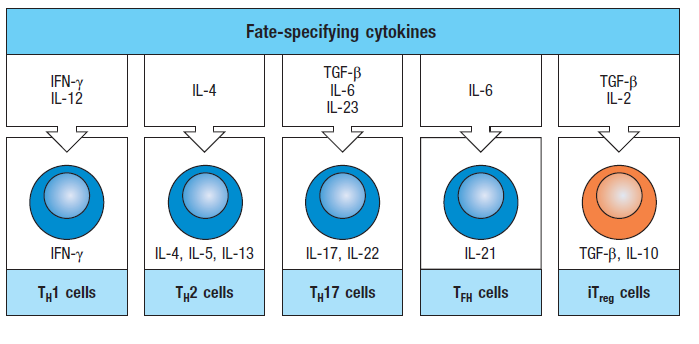 Fate-specifying cytokines
IFN-γ
IL-12
IL-4
TGF-β
IL-6
IL-23
IL-6
TGF-β
IL-2
IFN-γ
IL-4, IL-5, IL-13
IL-17, IL-22
IL-21
TGF-β, IL-10
TH1 cells
TH2 cells
TH17 cells
TFH cells
iTreg cells